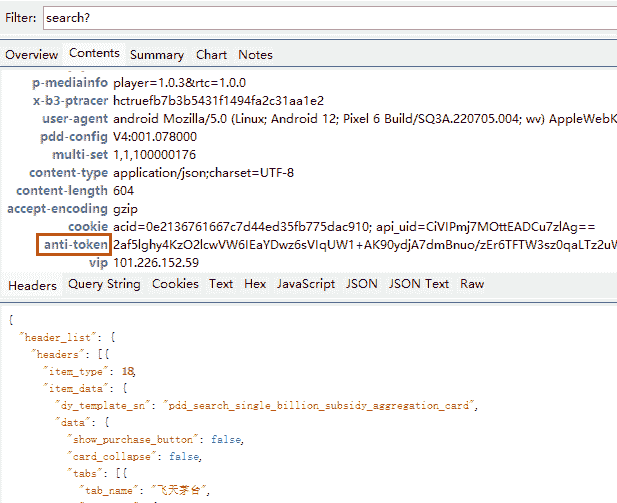 Filter: search?
Overview Contents Summary Chart Notes
p-mediainfo player=1.0.3&rtc=1.0.0
x-b3-ptracer hctruefb7b3b5431f1494fa2c31aa1e2
user-agent android Mozilla/5.0 (Linux; Android 12; Pixel 6 Build/SQ3A.220705.004; wv) AppleWebK
pdd-config V4:001.078000
multi-set 1,1,100000176
content-type application/json;charset=UTF-8
content-length 604
accept-encoding gzip
cookie acid=0e2136761667c7d44ed35fb775dac910; api_uid=CiVIPmj7MOttEADCu7zlAg==
anti-token 2af5lghy4KzO2lcwVW6IEaYDwz6sVIqUW1+AK90ydjA7dmBnuo/zEr6TFTW3sz0qaLTz2uW
vip 101.226.152.59
Headers Query String Cookies Text Hex JavaScript JSON JSON Text Raw
{
"header_list": {
"headers": [{
"item_type": 18,
"item_data": {
"dy_template_sn": "pdd_search_single_billion_subsidy_aggregation_card",
"data": {
"show_purchase_button": false,
"card_collapse": false,
"tabs": [{
"tab_name": "飞天茅台",